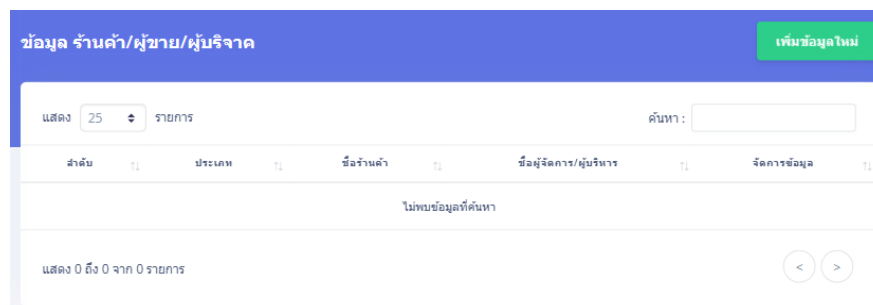 ข้อมูล ร้านค้า/ผู้ขาย/ผู้บริจาค
เพิ่มข้อมูลใหม่
แสดง 25 รายการ
ค้นหา :
ลำดับ ประเภท ชื่อร้านค้า ชื่อผู้จัดการ/ผู้บริหาร จัดการข้อมูล
ไม่พบข้อมูลที่ค้นหา
แสดง 0 ถึง 0 จาก 0 รายการ
< >